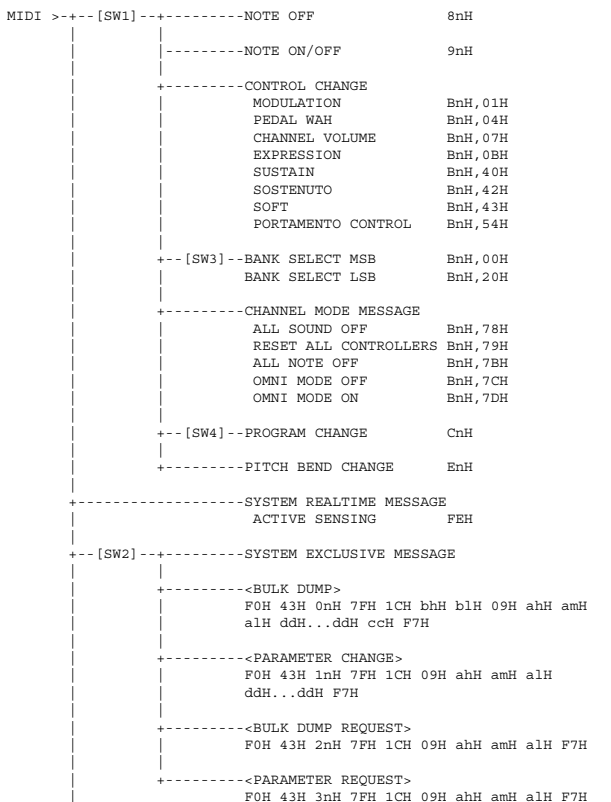 MIDI >-+--[SW1]--+---------NOTE OFF 8nH
|---------NOTE ON/OFF 9nH
+---------CONTROL CHANGE
MODULATION BnH,01H
PEDAL WAH BnH,04H
CHANNEL VOLUME BnH,07H
EXPRESSION BnH,0BH
SUSTAIN BnH,40H
SOSTENUTO BnH,42H
SOFT BnH,43H
PORTAMENTO CONTROL BnH,54H
+--[SW3]--BANK SELECT MSB BnH,00H
BANK SELECT LSB BnH,20H
+---------CHANNEL MODE MESSAGE
ALL SOUND OFF BnH,78H
RESET ALL CONTROLLERS BnH,79H
ALL NOTE OFF BnH,7BH
OMNI MODE OFF BnH,7CH
OMNI MODE ON BnH,7DH
+--[SW4]--PROGRAM CHANGE CnH
+---------PITCH BEND CHANGE EnH
+-------------------SYSTEM REALTIME MESSAGE
ACTIVE SENSING FEH
+--[SW2]--+---------SYSTEM EXCLUSIVE MESSAGE
+---------<BULK DUMP>
F0H 43H 0nH 7FH 1CH bhH blH 09H ahH amH
alH ddH...ddH ccH F7H
+---------<PARAMETER CHANGE>
F0H 43H 1nH 7FH 1CH 09H ahH amH alH
ddH...ddH F7H
+---------<BULK DUMP REQUEST>
F0H 43H 2nH 7FH 1CH 09H ahH amH alH F7H
+---------<PARAMETER REQUEST>
F0H 43H 3nH 7FH 1CH 09H ahH amH alH F7H